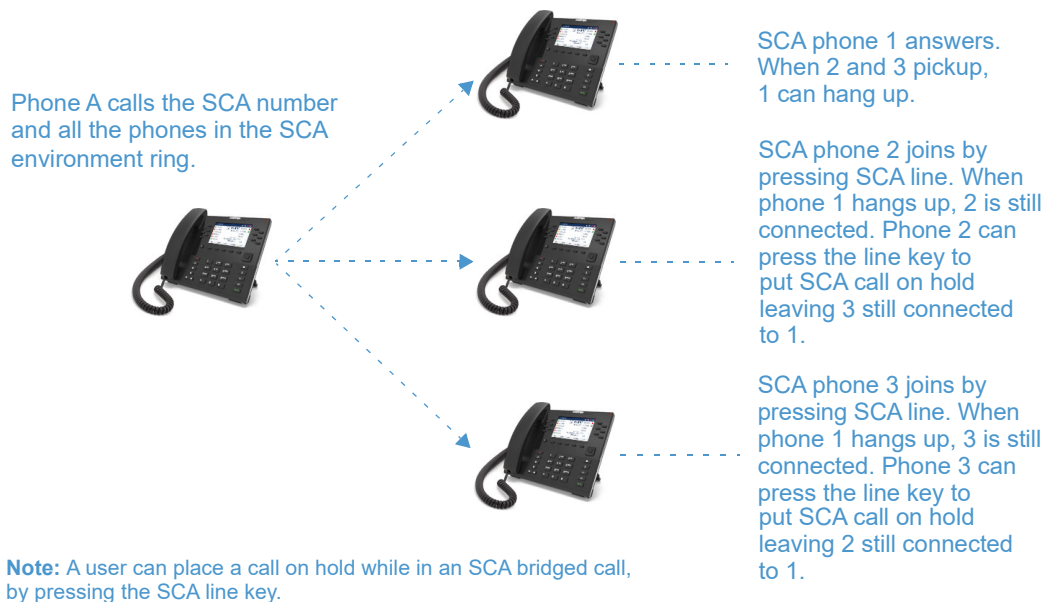 Phone A calls the SCA number
and all the phones in the SCA
environment ring.
SCA phone 1 answers.
When 2 and 3 pickup,
1 can hang up.
SCA phone 2 joins by
pressing SCA line. When
phone 1 hangs up, 2 is still
connected. Phone 2 can
press the line key to
put SCA call on hold
leaving 3 still connected
to 1.
SCA phone 3 joins by
pressing SCA line. When
phone 1 hangs up, 3 is still
connected. Phone 3 can
press the line key to
put SCA call on hold
leaving 2 still connected
to 1.
Note: A user can place a call on hold while in an SCA bridged call,
by pressing the SCA line key.